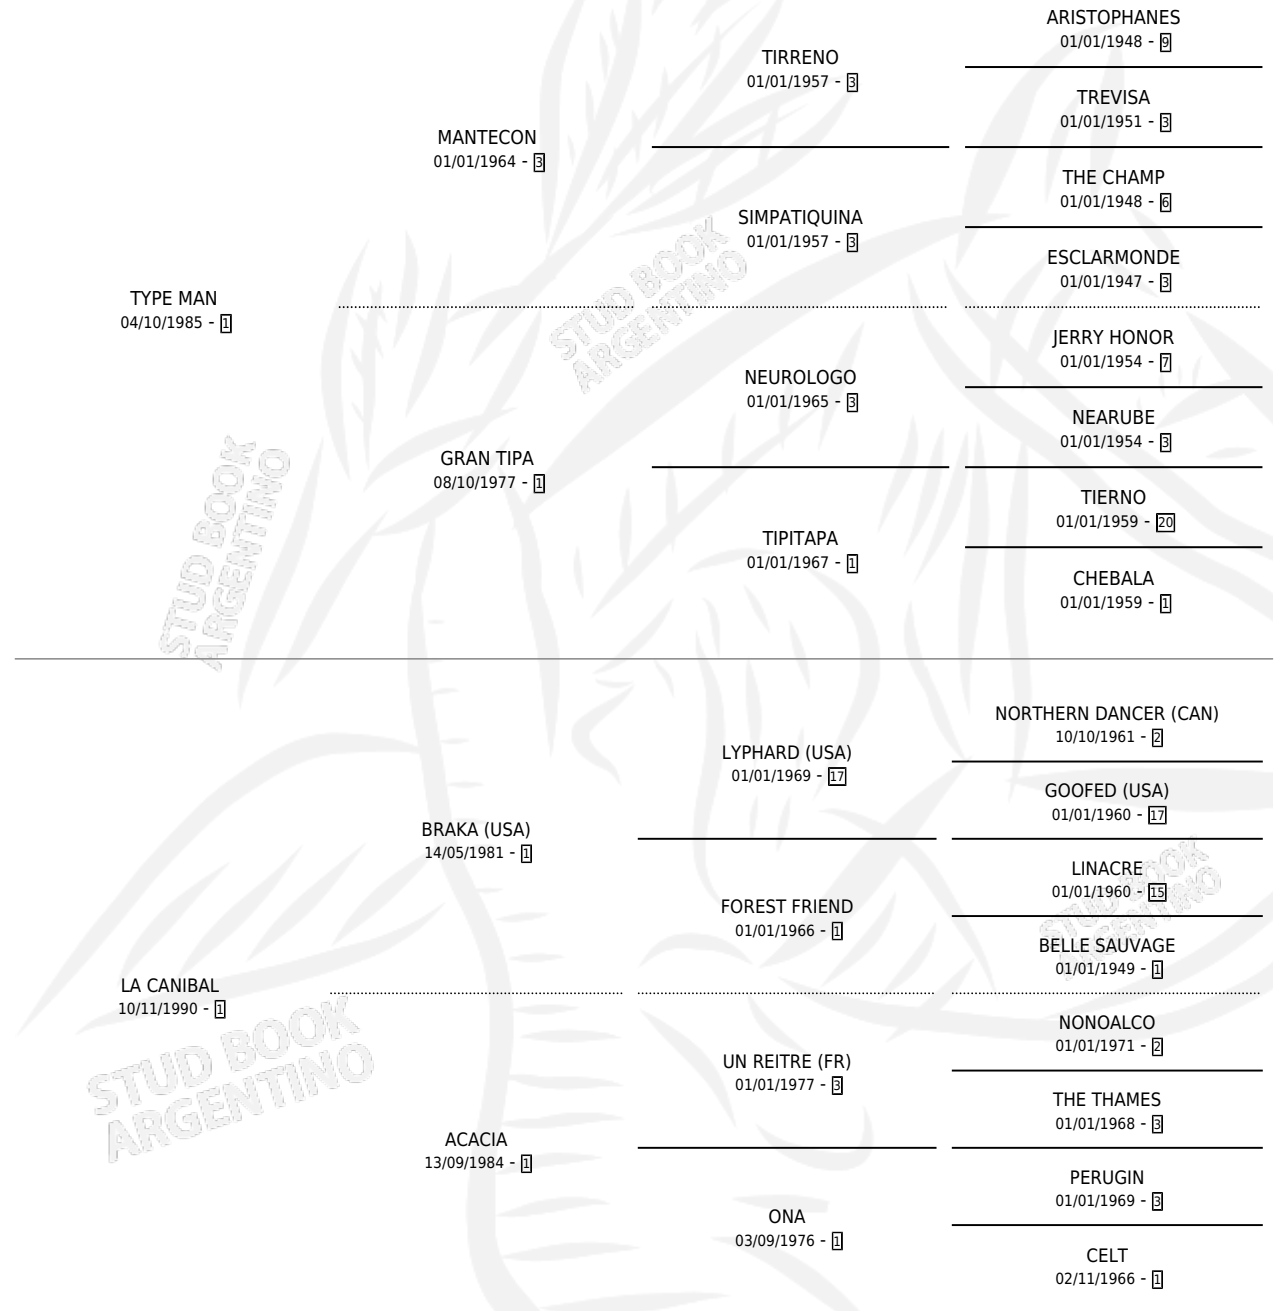 ARISTOPHANES
01/01/1948 - 9
TIRRENO
01/01/1957 - 3
TREVISA
01/01/1951 - 3
MANTECON
01/01/1964 - 3
THE CHAMP
01/01/1948 - 6
SIMPATIQUINA
01/01/1957 - 3
ESCLARMONDE
01/01/1947 - 3
TYPE MAN
04/10/1985 - 1
JERRY HONOR
01/01/1954 - 7
NEUROLOGO
01/01/1965 - 3
NEARUBE
01/01/1954 - 3
GRAN TIPA
08/10/1977 - 1
TIERNO
01/01/1959 - 20
TIPITAPA
01/01/1967 - 1
CHEBALA
01/01/1959 - 1
NORTHERN DANCER (CAN)
10/10/1961 - 2
LYPHARD (USA)
01/01/1969 - 17
GOOFED (USA)
01/01/1960 - 17
BRAKA (USA)
14/05/1981 - 1
LINACRE
01/01/1960 - 15
FOREST FRIEND
01/01/1966 - 1
BELLE SAUVAGE
01/01/1949 - 1
LA CANIBAL
10/11/1990 - 1
NONOALCO
01/01/1971 - 2
UN REITRE (FR)
01/01/1977 - 3
THE THAMES
01/01/1968 - 3
ACACIA
13/09/1984 - 1
PERUGIN
01/01/1969 - 3
ONA
03/09/1976 - 1
CELT
02/11/1966 - 1
STUD BOOK
ARGENTINO
STUD BOOK
ARGENTINO
STUD BOOK
ARGENTINO
STUD BOOK
ARGENTINO